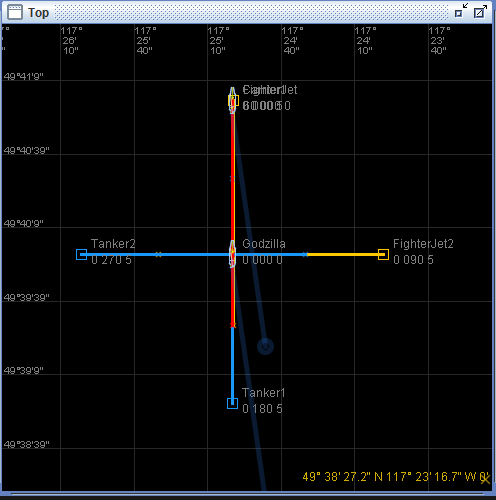 Top
117° 26' 10"
117° 25' 40"
117° 25' 10"
117° 24' 40"
117° 24' 10"
117° 23' 40"
49°41'9"
FighterJet
49°40'39"
49°40'9"
Tanker2
Godzilla
FighterJet2
0 270 5
0 000 0
0 090 5
49°39'39"
49°39'9"
Tanker1
0 180 5
49°38'39"
49° 38' 27.2" N 117° 23' 16.7" W 0'